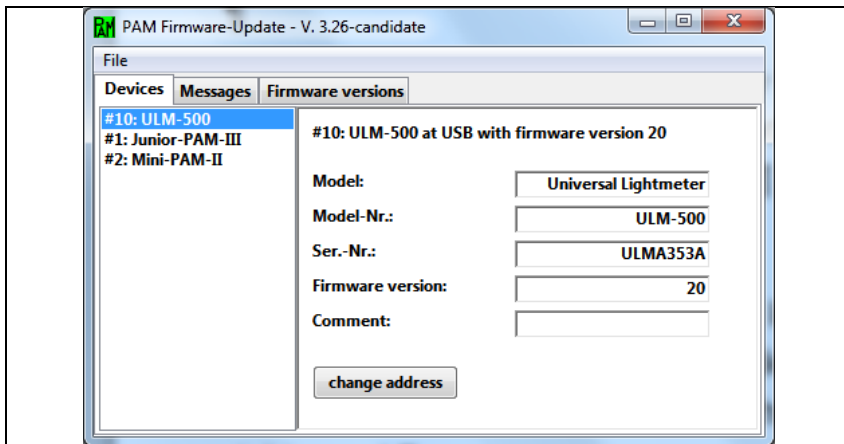 PAM Firmware-Update - V. 3.26-candidate
File
Devices Messages Firmware versions
#10: ULM-500
#1: Junior-PAM-III
#2: Mini-PAM-II
#10: ULM-500 at USB with firmware version 20
Model: Universal Lightmeter
Model-Nr.: ULM-500
Ser.-Nr.: ULMA353A
Firmware version: 20
Comment:
change address